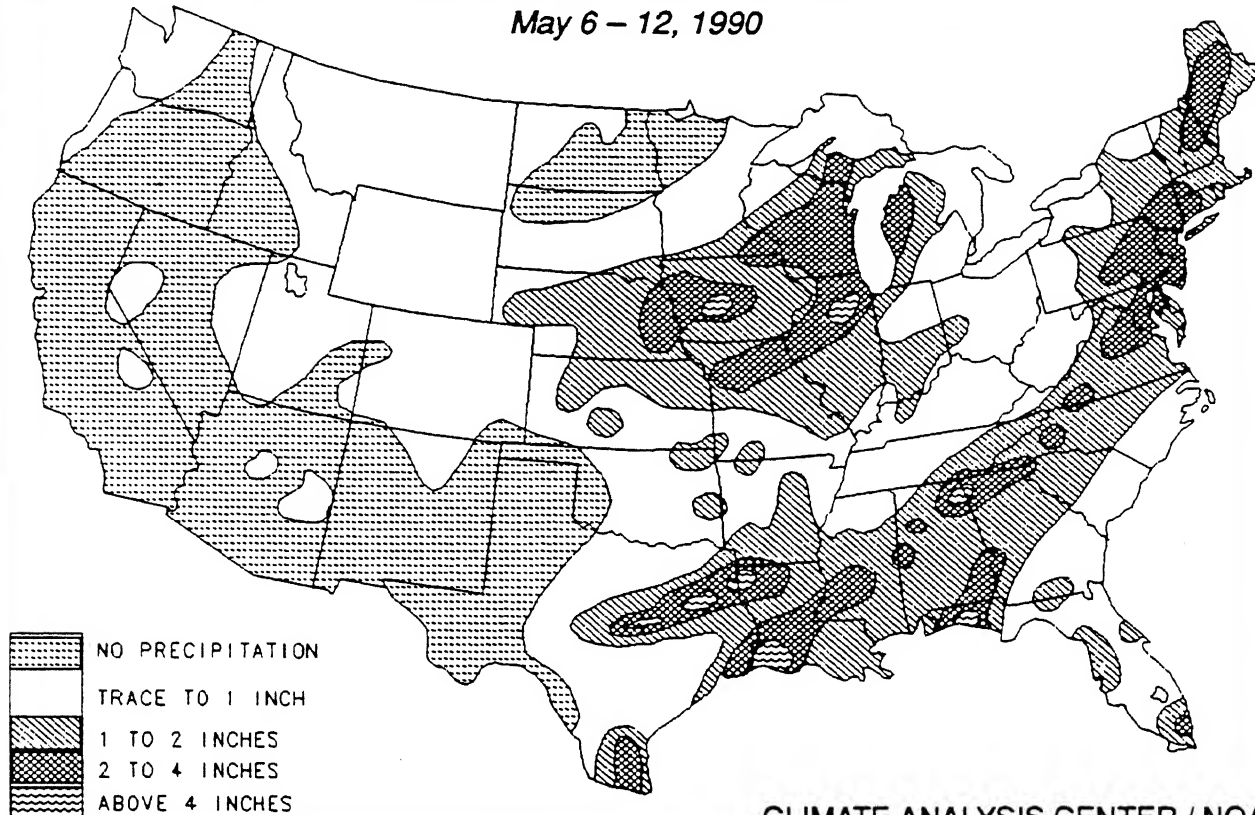 May 6 – 12, 1990
NO PRECIPITATION
TRACE TO 1 INCH
1 TO 2 INCHES
2 TO 4 INCHES
ABOVE 4 INCHES
CLIMATE ANALYSIS CENTER /